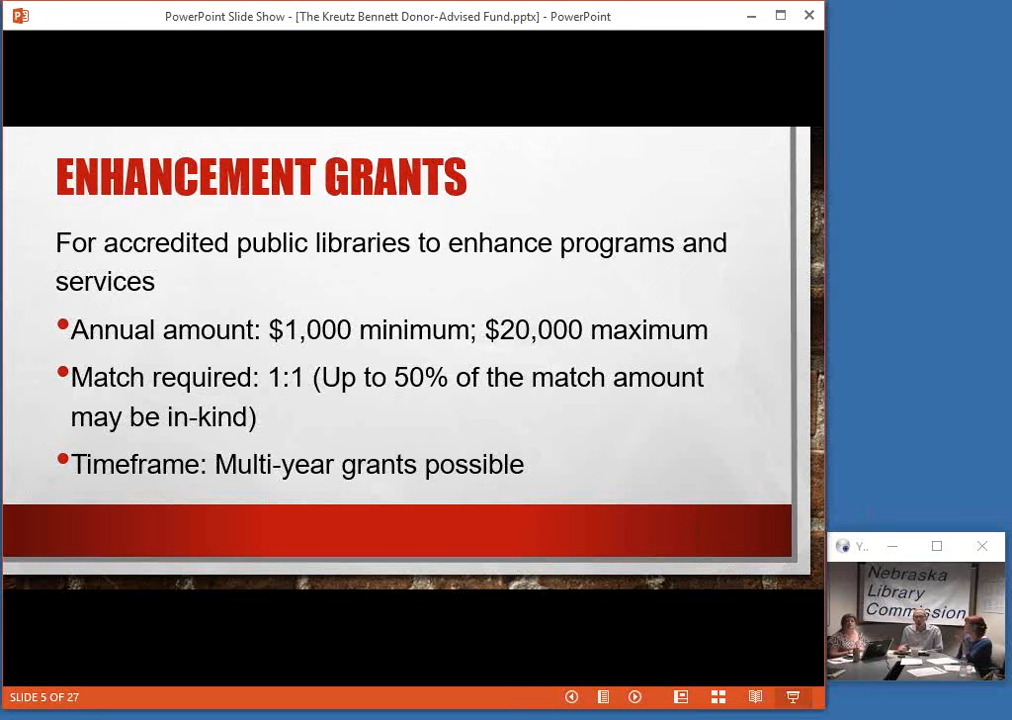 PowerPoint Slide Show - [The Kreutz Bennett Donor-Advised Fund.pptx] - PowerPoint
ENHANCEMENT GRANTS
For accredited public libraries to enhance programs and
services
•Annual amount: $1,000 minimum; $20,000 maximum
•Match required: 1:1 (Up to 50% of the match amount
may be in-kind)
•Timeframe: Multi-year grants possible
Y..
Nebraska
Library
Commission
SLIDE 5 OF 27